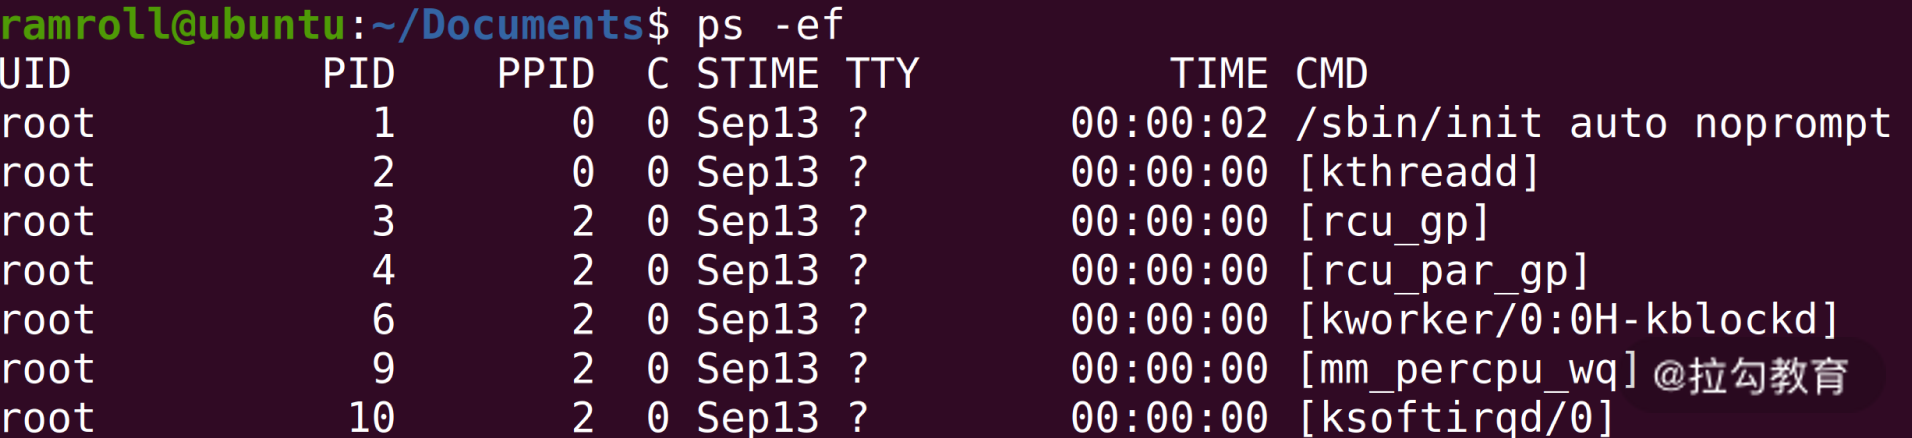 ramroll@ubuntu:~/Documents$ ps -ef
UID PID PPID C STIME TTY TIME CMD
root 1 0 0 Sep13 ? 00:00:02 /sbin/init auto noprompt
root 2 0 0 Sep13 ? 00:00:00 [kthreadd]
root 3 2 0 Sep13 ? 00:00:00 [rcu_gp]
root 4 2 0 Sep13 ? 00:00:00 [rcu_par_gp]
root 6 2 0 Sep13 ? 00:00:00 [kworker/0:0H-kblockd]
root 9 2 0 Sep13 ? 00:00:00 [mm_percpu_wq]
@拉勾教育
root 10 2 0 Sep13 ? 00:00:00 [ksoftirqd/0]